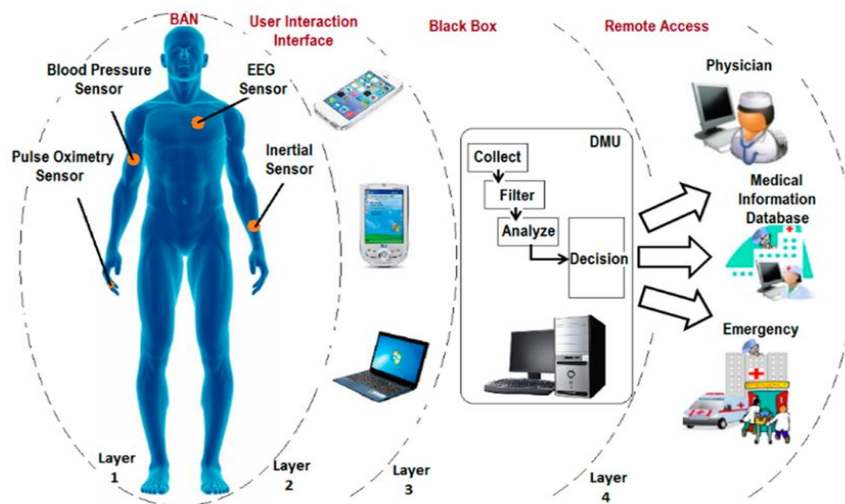 BAN
User Interaction
Interface
Black Box
Remote Access
Blood Pressure
Sensor
EEG
Sensor
Pulse Oximetry
Sensor
Inertial
Sensor
DMU
Collect
Filter
Analyze
Decision
Physician
Medical
Information
Database
Emergency
Layer
1
Layer
2
Layer
3
Layer
4